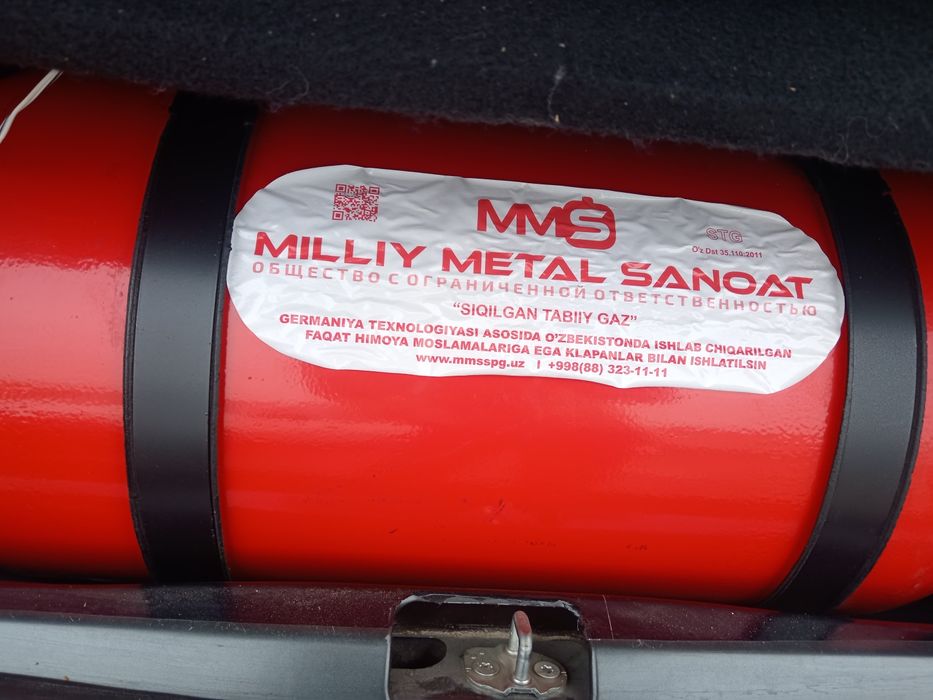 MMS
STG
O'z Dst 35.110:2011
MILLIY METAL SANOAT
ОБЩЕСТВО С ОГРАНИЧЕННОЙ ОТВЕТСТВЕННОСТЬЮ
“SIQILGAN TABIIY GAZ”
GERMANIYA TEXNOLOGIYASI ASOSIDA O'ZBEKISTONDA ISHLAB CHIQARILGAN
FAQAT HIMOYA MOSLAMALARIGA EGA KLAPANLAR BILAN ISHLATILSIN
www.mmsspg.uz I +998(88) 323-11-11